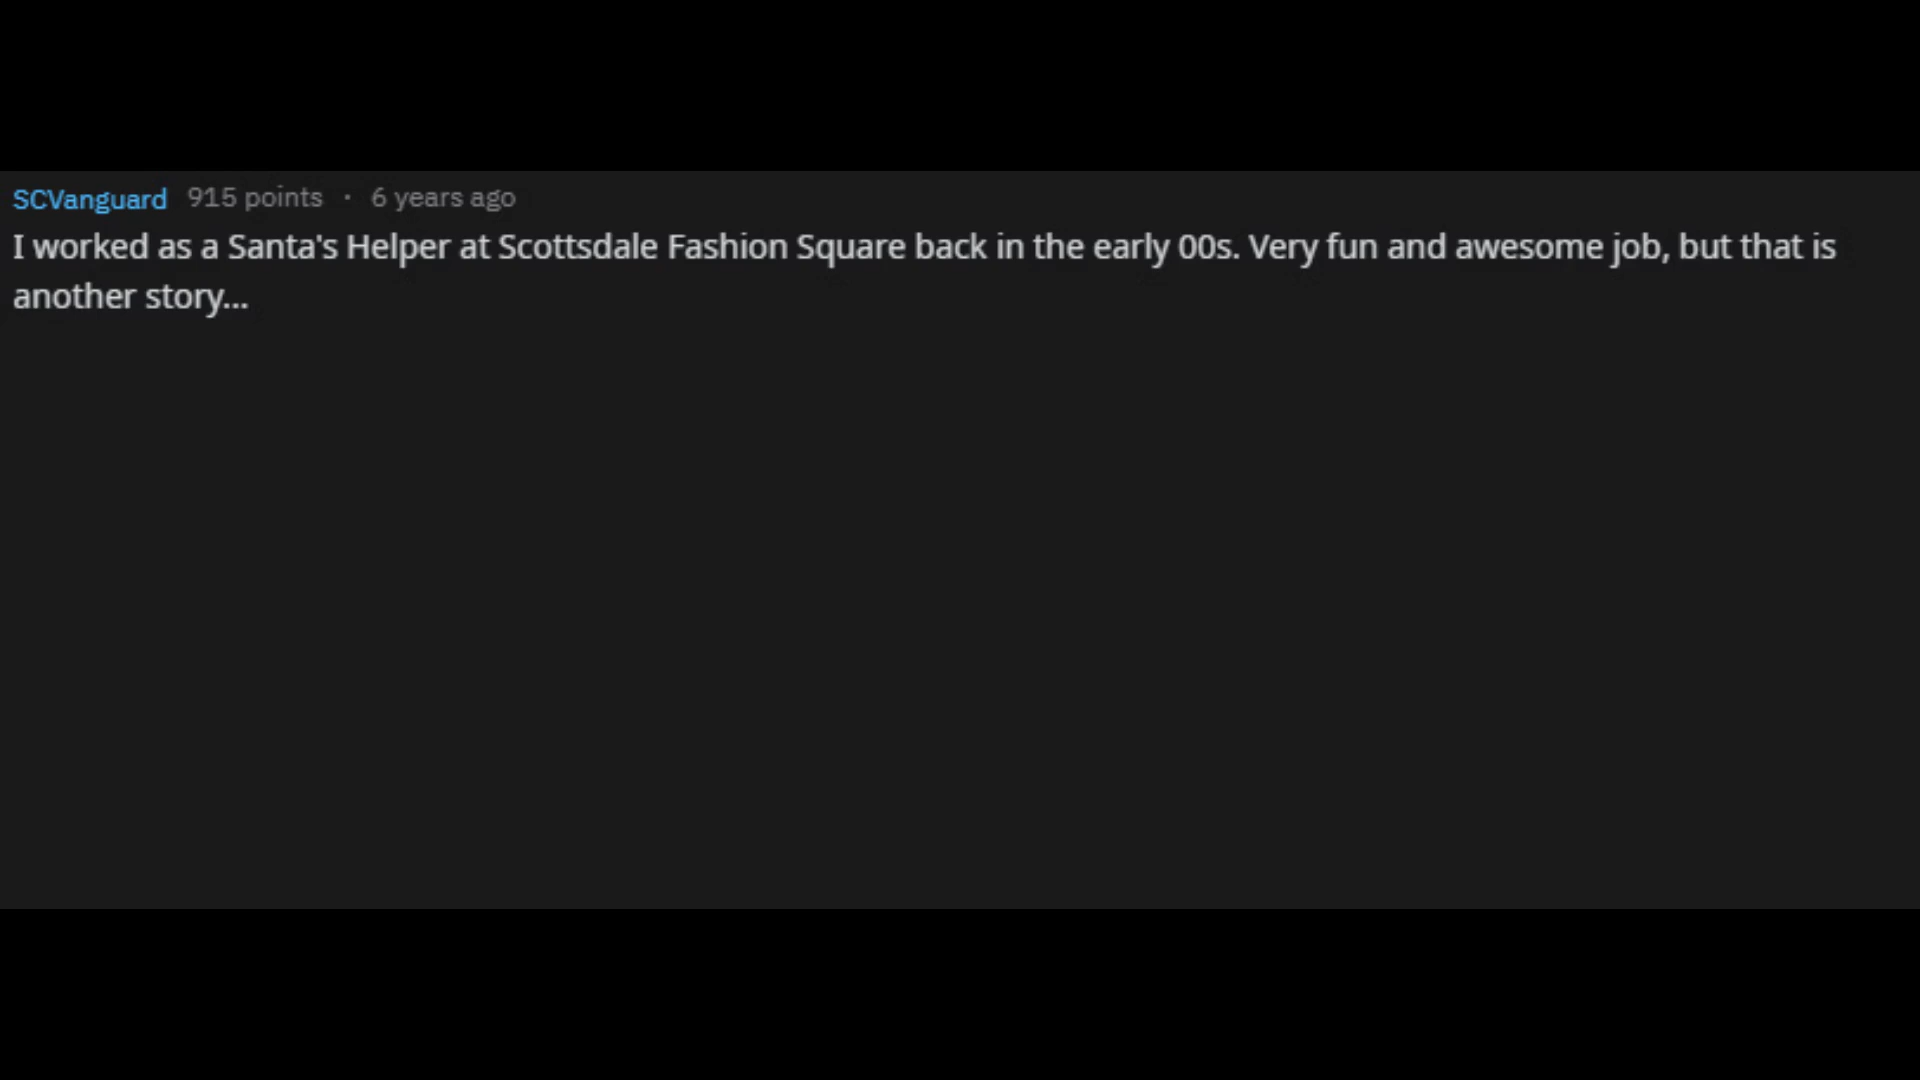 SCVanguard 915 points · 6 years ago
I worked as a Santa's Helper at Scottsdale Fashion Square back in the early 00s. Very fun and awesome job, but that is
another story...